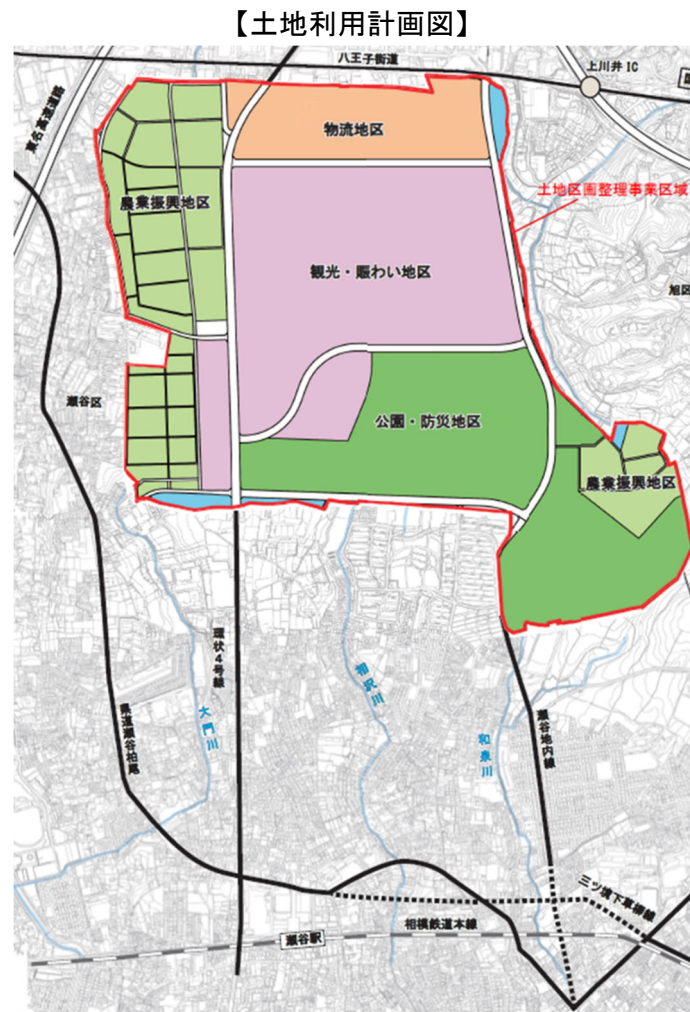 【土地利用計画図】
八王子街道
上川井 IC
東名高速道路
物流地区
土地区画整理事業区域
農業振興地区
観光・賑わい地区
旭区
瀬谷区
公園・防災地区
農業振興地区
環状4号線
相沢川
大門川
県道瀬谷柏尾
瀬谷地内線
和泉川
三ツ境下草柳線
相模鉄道本線
瀬谷駅